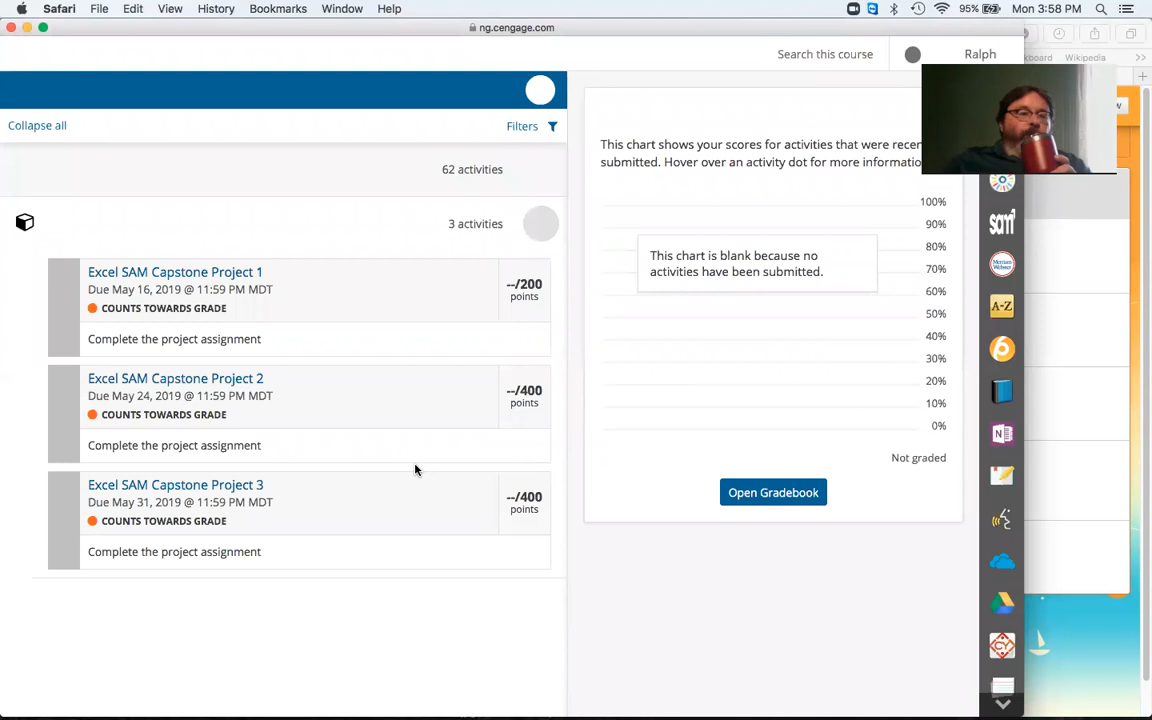 Safari File Edit View History Bookmarks Window Help
95% Mon 3:58 PM
ng.cengage.com
Search this course
Ralph
kboard Wikipedia
Collapse all
Filters
62 activities
3 activities
Excel SAM Capstone Project 1
Due May 16, 2019 @ 11:59 PM MDT
COUNTS TOWARDS GRADE
--/200
points
Complete the project assignment
Excel SAM Capstone Project 2
Due May 24, 2019 @ 11:59 PM MDT
COUNTS TOWARDS GRADE
--/400
points
Complete the project assignment
Excel SAM Capstone Project 3
Due May 31, 2019 @ 11:59 PM MDT
COUNTS TOWARDS GRADE
--/400
points
Complete the project assignment
This chart shows your scores for activities that were recen
submitted. Hover over an activity dot for more informatio
100%
90%
80%
70%
60%
50%
40%
30%
20%
10%
0%
This chart is blank because no
activities have been submitted.
Not graded
Open Gradebook
w
sam
A-Z
N
CY